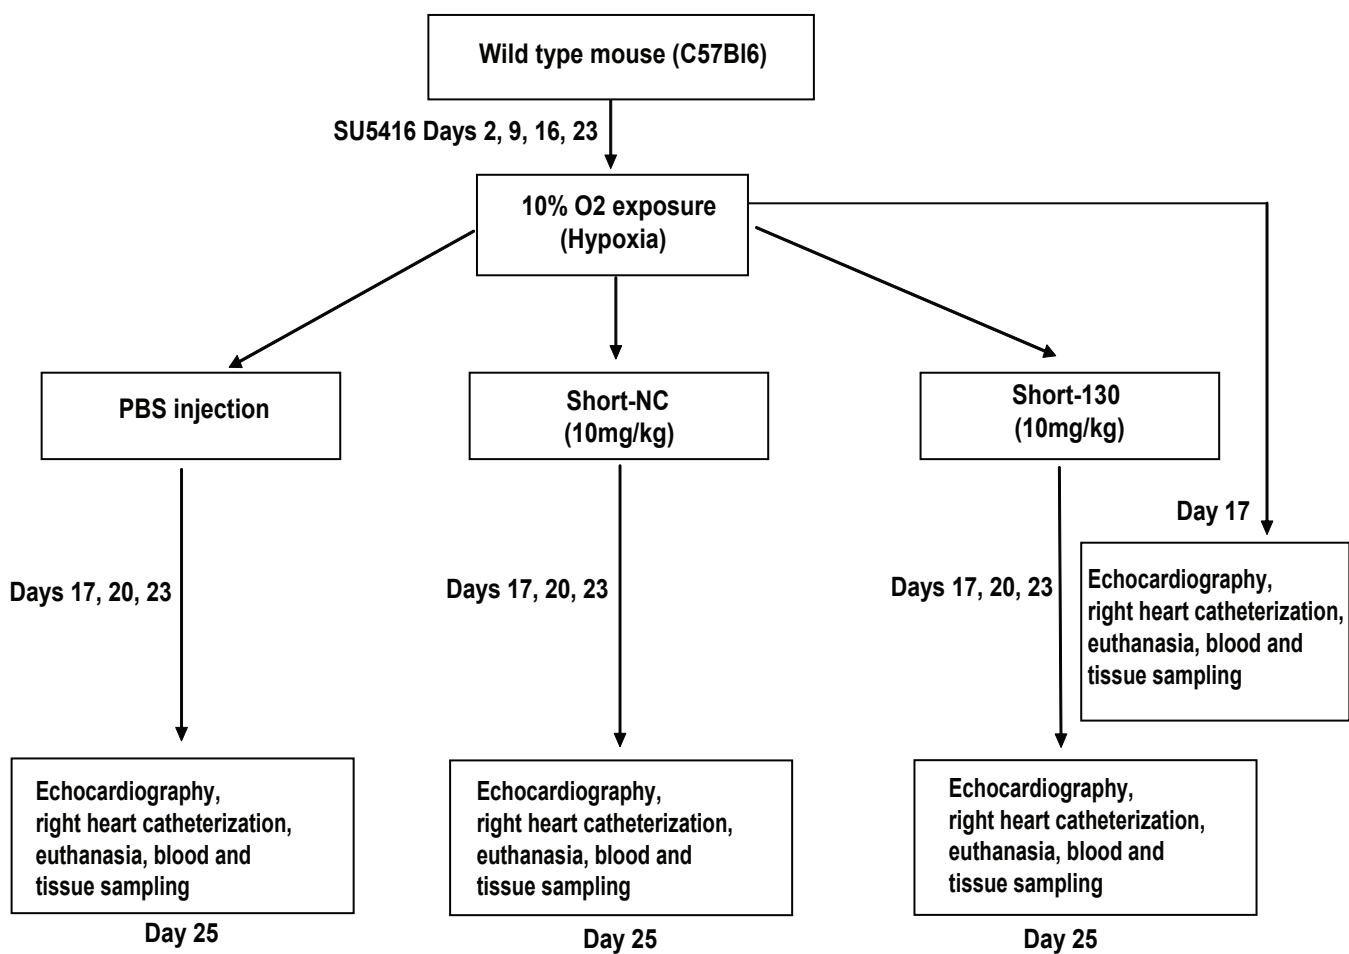 Wild type mouse (C57Bl6)
SU5416 Days 2, 9, 16, 23
10% O2 exposure
(Hypoxia)
PBS injection
Short-NC
(10mg/kg)
Short-130
(10mg/kg)
Day 17
Days 17, 20, 23
Days 17, 20, 23
Days 17, 20, 23
Echocardiography,
right heart catheterization,
euthanasia, blood and
tissue sampling
Echocardiography,
right heart catheterization,
euthanasia, blood and
tissue sampling
Day 25
Echocardiography,
right heart catheterization,
euthanasia, blood and
tissue sampling
Day 25
Echocardiography,
right heart catheterization,
euthanasia, blood and
tissue sampling
Day 25